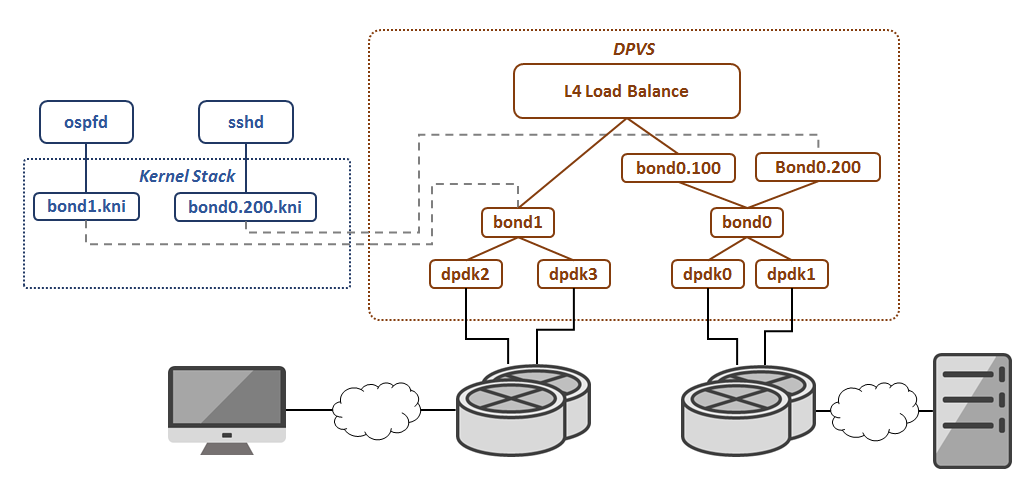 DPVS
L4 Load Balance
ospfd
sshd
Kernel Stack
bond0.100
Bond0.200
bond1.kni
bond0.200.kni
bond1
bond0
dpdk2
dpdk3
dpdk0
dpdk1